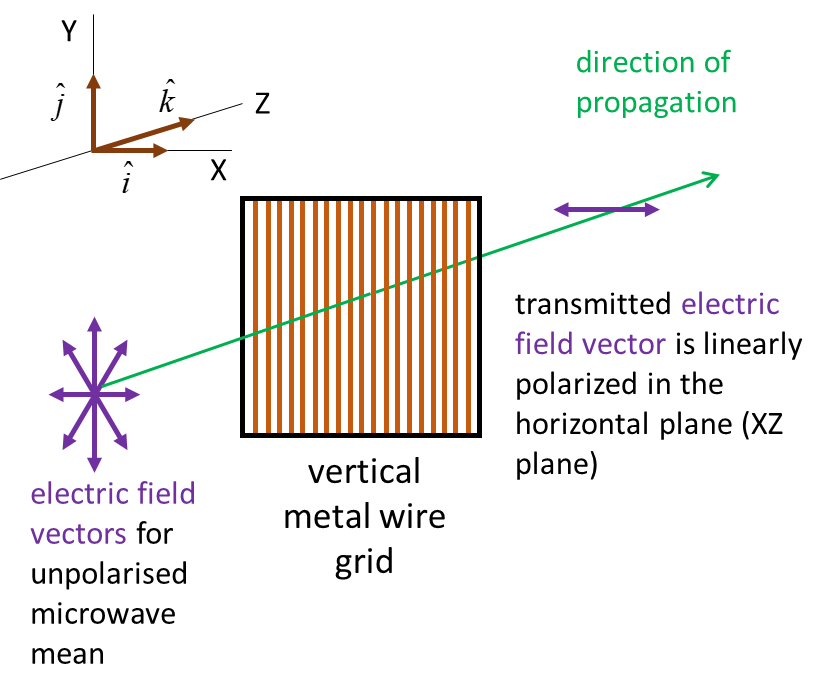 Y
ĵ
k̂
Z
X
î
direction of
propagation
transmitted electric
field vector is linearly
polarized in the
horizontal plane (XZ
plane)
vertical
metal wire
grid
electric field
vectors for
unpolarised
microwave
mean